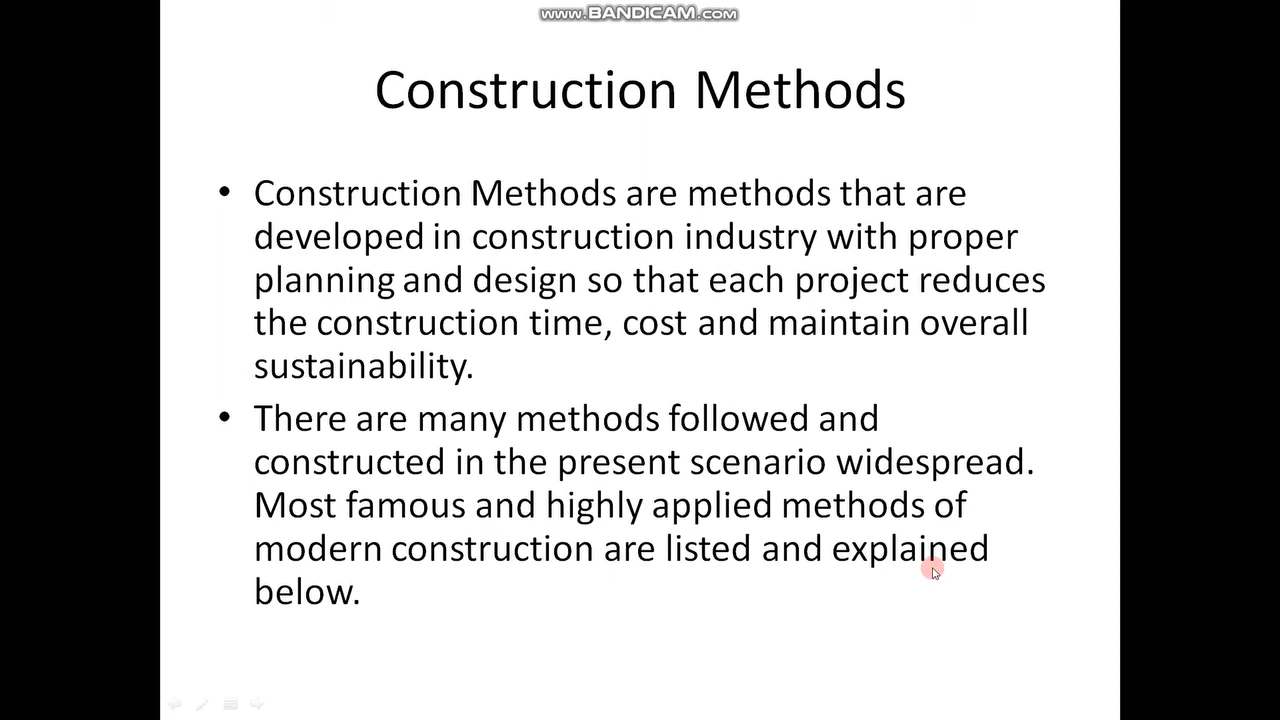 www.BANDICAM.com
Construction Methods
• Construction Methods are methods that are
developed in construction industry with proper
planning and design so that each project reduces
the construction time, cost and maintain overall
sustainability.
• There are many methods followed and
constructed in the present scenario widespread.
Most famous and highly applied methods of
modern construction are listed and explained
below.